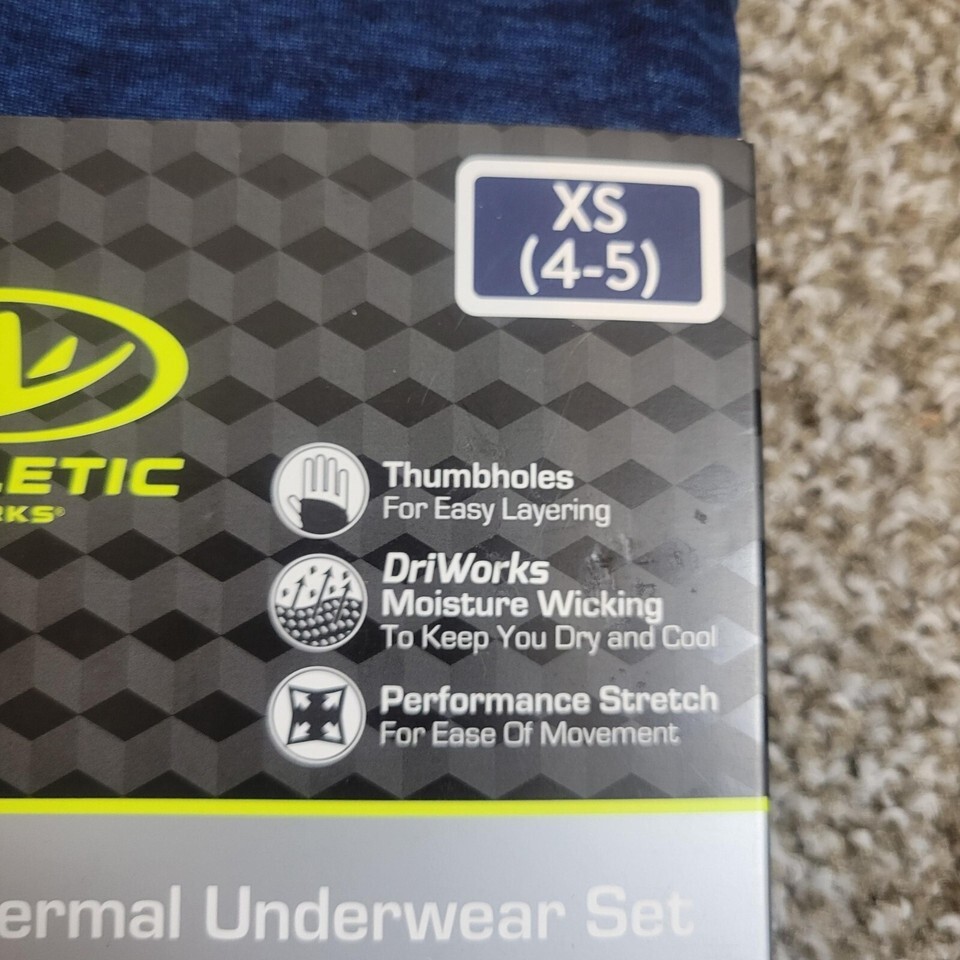 XS
(4-5)
LETIC
RKS®
Thumbholes
For Easy Layering
DriWorks
Moisture Wicking
To Keep You Dry and Cool
Performance Stretch
For Ease Of Movement
ermal Underwear Set